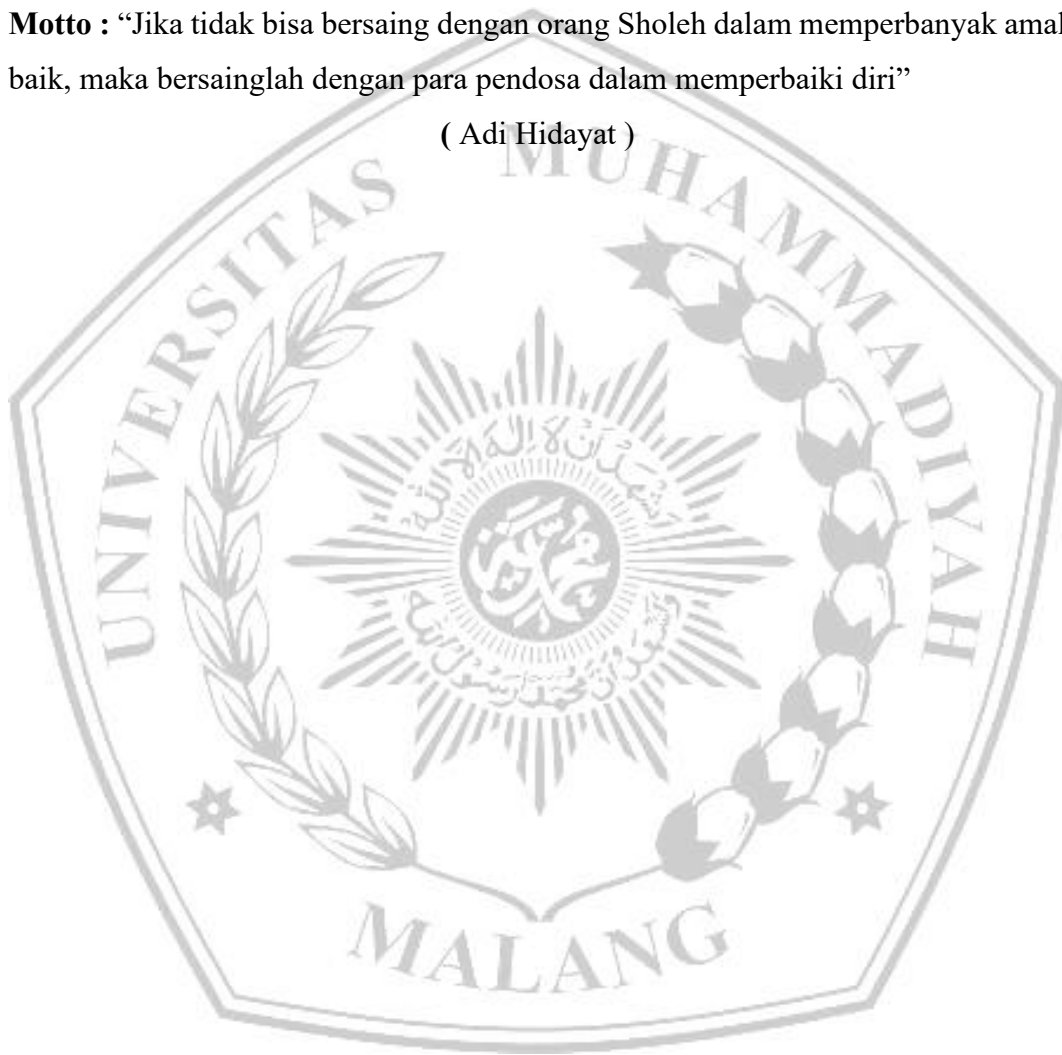 Motto : “Jika tidak bisa bersaing dengan orang Sholeh dalam memperbanyak amal
baik, maka bersainglah dengan para pendosa dalam memperbaiki diri”
( Adi Hidayat )
UNIVERSITAS MUHAMMADIYAH
MALANG